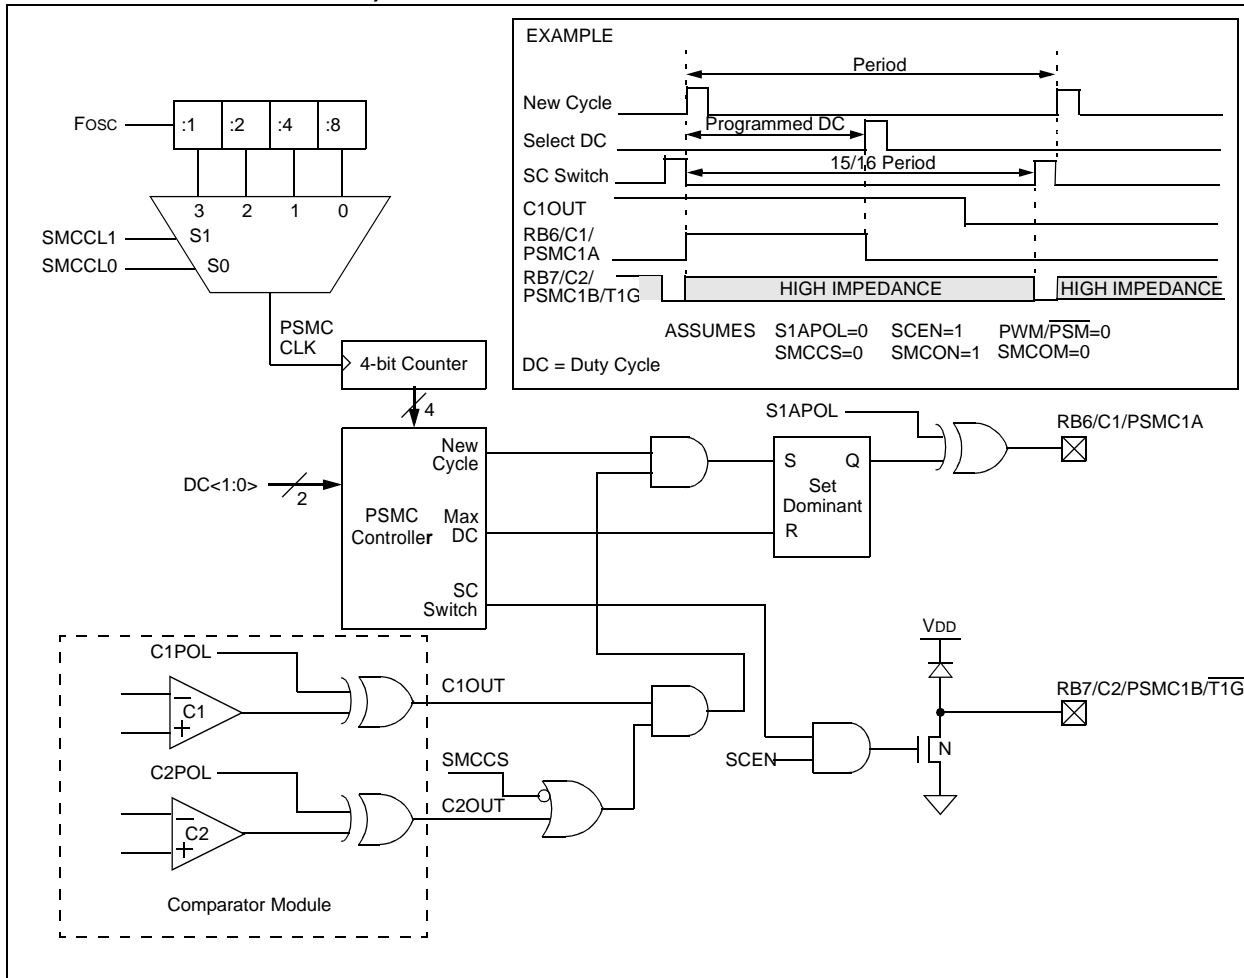 EXAMPLE
Period
New Cycle
Programmed DC
Select DC
15/16 Period
SC Switch
C1OUT
RB6/C1/
PSMC1A
RB7/C2/
PSMC1B/T1G
HIGH IMPEDANCE
HIGH IMPEDANCE
ASSUMES S1APOL=0 SCEN=1 PWM/PSM=0
SMCCS=0 SMCON=1 SMCOM=0
DC = Duty Cycle
FOSC
:1 :2 :4 :8
3 2 1 0
SMCCL1
S1
SMCCL0
S0
PSMC
CLK
4-bit Counter
4
S1APOL
RB6/C1/PSMC1A
New
Cycle
S Q
Set
Dominant
R
DC<1:0>
2
PSMC
Controller
Max
DC
SC
Switch
VDD
RB7/C2/PSMC1B/T1G
N
SCEN
C1POL
C1OUT
C1
SMCCS
C2POL
C2OUT
C2
Comparator Module